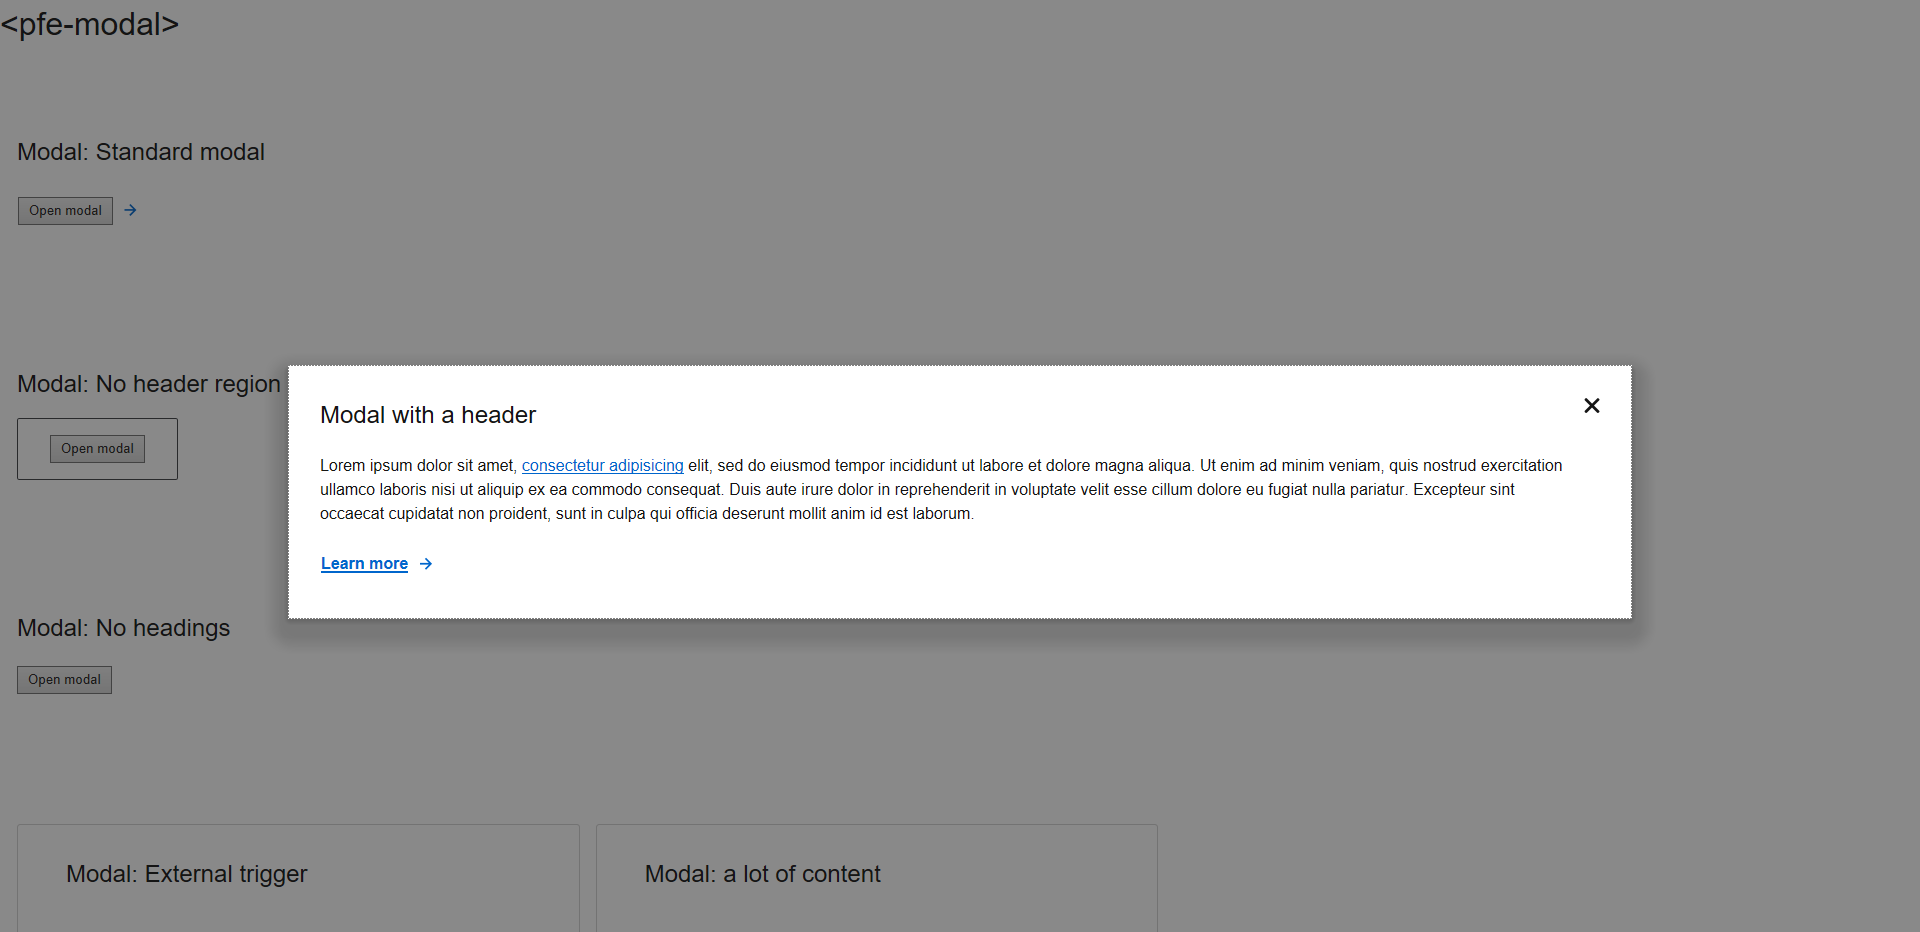 <pfe-modal>
Modal: Standard modal
Open modal
Modal: No header region
Open modal
Modal with a header
Lorem ipsum dolor sit amet, consectetur adipisicing elit, sed do eiusmod tempor incididunt ut labore et dolore magna aliqua. Ut enim ad minim veniam, quis nostrud exercitation
ullamco laboris nisi ut aliquip ex ea commodo consequat. Duis aute irure dolor in reprehenderit in voluptate velit esse cillum dolore eu fugiat nulla pariatur. Excepteur sint
occaecat cupidatat non proident, sunt in culpa qui officia deserunt mollit anim id est laborum.
Learn more
Modal: No headings
Open modal
Modal: External trigger
Modal: a lot of content